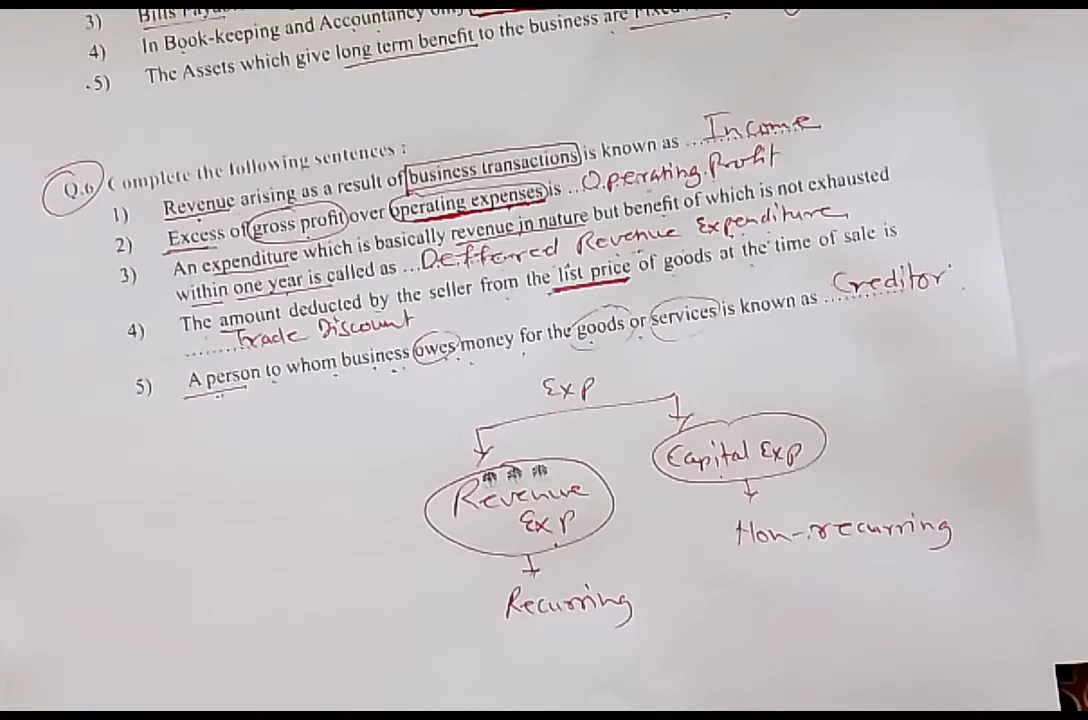 3) Bills
4) In Book-keeping and Accountancy
.5) The Assets which give long term benefit to the business are Fixed
Q.6 Complete the following sentences :
1) Revenue arising as a result of business transactions is known as ....Income
2) Excess of gross profit over operating expenses is ..Operating Profit
3) An expenditure which is basically revenue in nature but benefit of which is not exhausted
within one year is called as ...Defferred Revenue Expenditure
4) The amount deducted by the seller from the list price of goods at the time of sale is
........Trade Discount
5) A person to whom business owes money for the goods or services is known as ..............Creditor
Exp
Capital Exp
Revenue
Exp
Non-recurring
Recurring